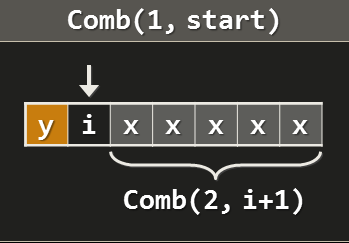 Comb(1, start)
y i x x x x x
Comb(2, i+1)